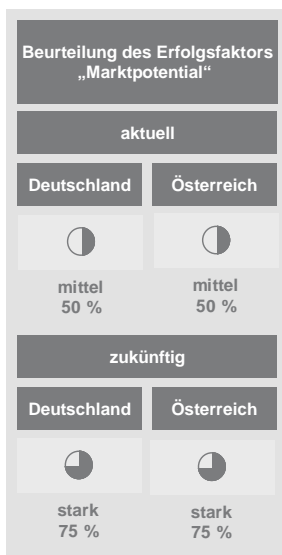 Beurteilung des Erfolgsfaktors
„Marktpotential“
aktuell
Deutschland Österreich
mittel mittel
50 % 50 %
zukünftig
Deutschland Österreich
stark stark
75 % 75 %